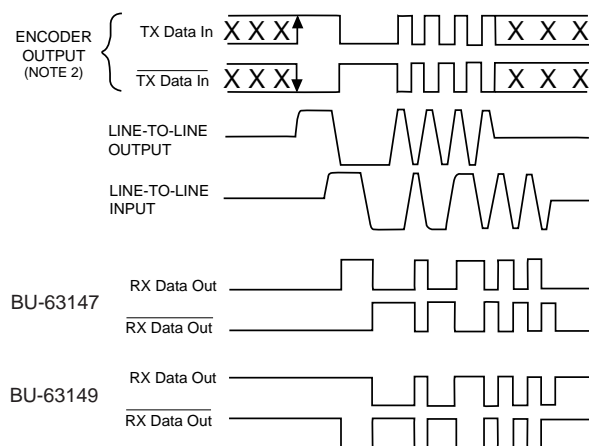 ENCODER
OUTPUT
(NOTE 2)
TX Data In
X X X
X X X
TX Data In
X X X
X X X
LINE-TO-LINE
OUTPUT
LINE-TO-LINE
INPUT
BU-63147
RX Data Out
RX Data Out
BU-63149
RX Data Out
RX Data Out